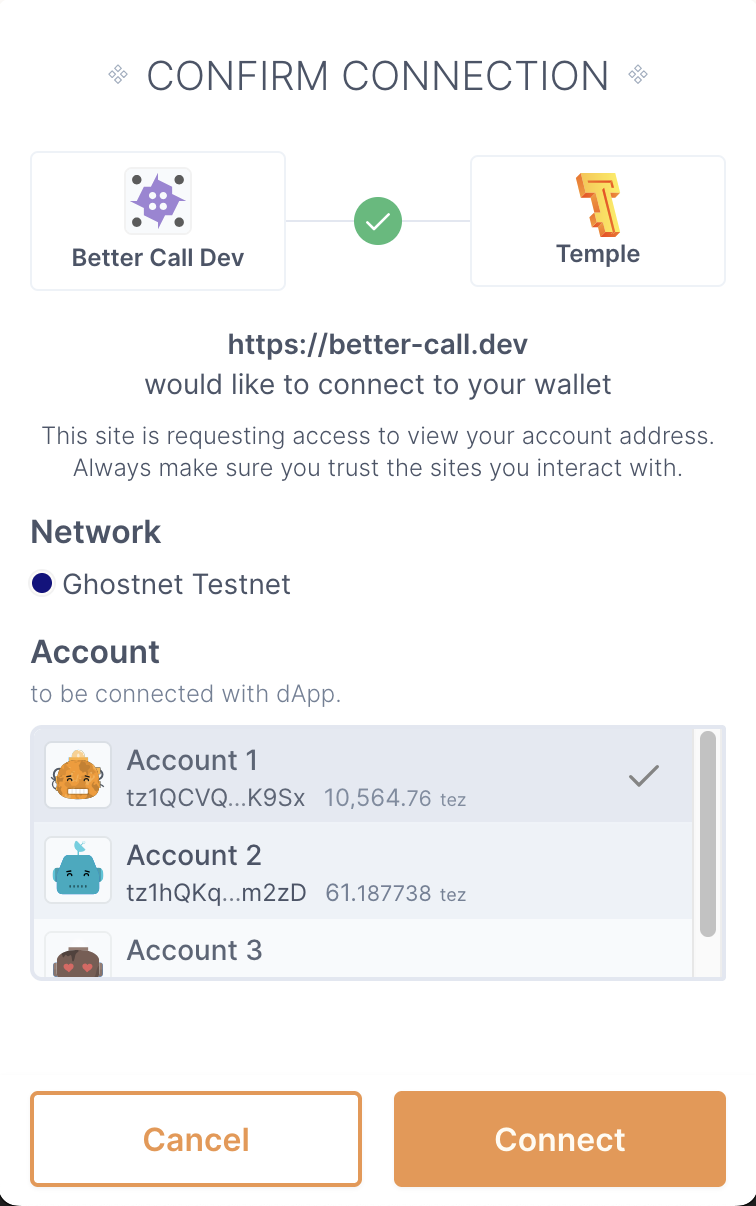 CONFIRM CONNECTION
Better Call Dev
Temple
https://better-call.dev
would like to connect to your wallet
This site is requesting access to view your account address.
Always make sure you trust the sites you interact with.
Network
Ghostnet Testnet
Account
to be connected with dApp.
Account 1
tz1QCVQ...K9Sx 10,564.76 tez
Account 2
tz1hQKq...m2zD 61.187738 tez
Account 3
Cancel
Connect